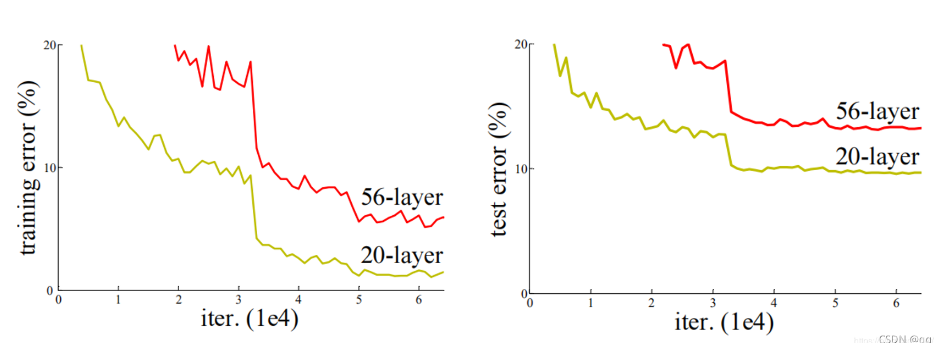 20
10
0
training error (%)
56-layer
20-layer
0 1 2 3 4 5 6
iter. (1e4)
20
10
0
test error (%)
56-layer
20-layer
0 1 2 3 4 5 6
iter. (1e4)
CSDN @qq